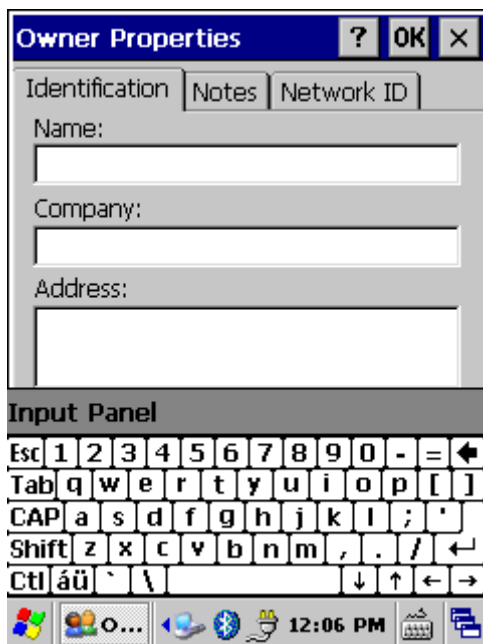 Owner Properties ? OK ×
Identification Notes Network ID
Name:
Company:
Address:
Input Panel
Esc 1 2 3 4 5 6 7 8 9 0 - = 🡄
Tab q w e r t y u i o p [ ]
CAP a s d f g h j k l ; '
Shift z x c v b n m , . / ↵
Ctl áü ` \ ↓ ↑ ← →
O... 12:06 PM